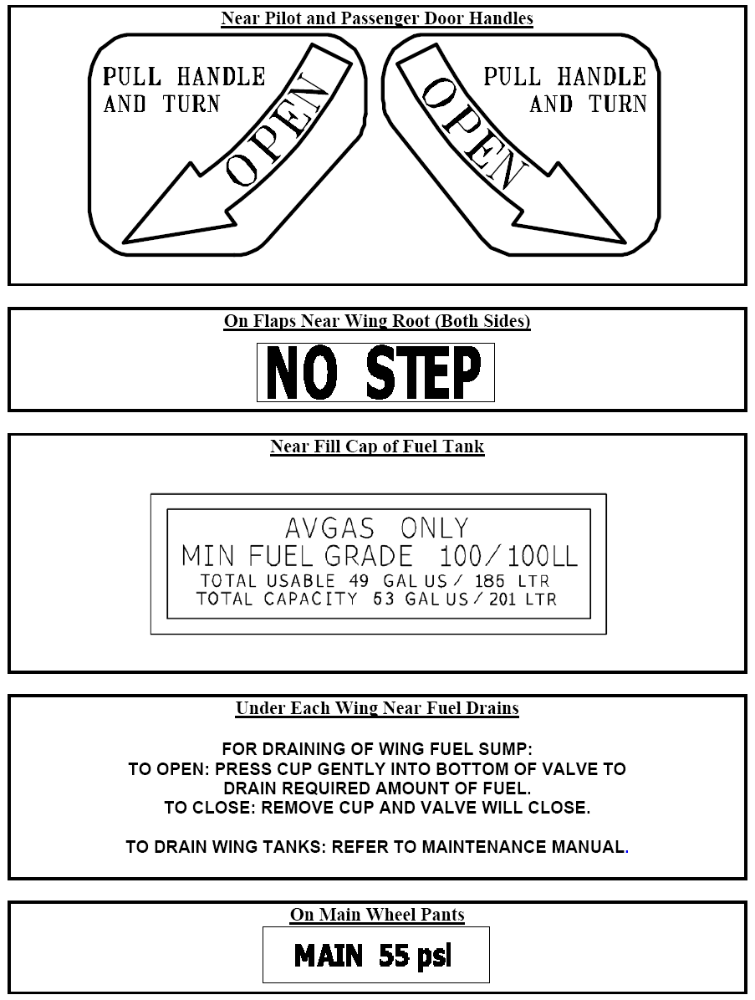 Near Pilot and Passenger Door Handles
PULL HANDLE
AND TURN
OPEN
PULL HANDLE
AND TURN
OPEN
On Flaps Near Wing Root (Both Sides)
NO STEP
Near Fill Cap of Fuel Tank
AVGAS ONLY
MIN FUEL GRADE 100/100LL
TOTAL USABLE 49 GAL US/ 185 LTR
TOTAL CAPACITY 53 GAL US/ 201 LTR
Under Each Wing Near Fuel Drains
FOR DRAINING OF WING FUEL SUMP:
TO OPEN: PRESS CUP GENTLY INTO BOTTOM OF VALVE TO
DRAIN REQUIRED AMOUNT OF FUEL.
TO CLOSE: REMOVE CUP AND VALVE WILL CLOSE.
TO DRAIN WING TANKS: REFER TO MAINTENANCE MANUAL.
On Main Wheel Pants
MAIN 55 psi